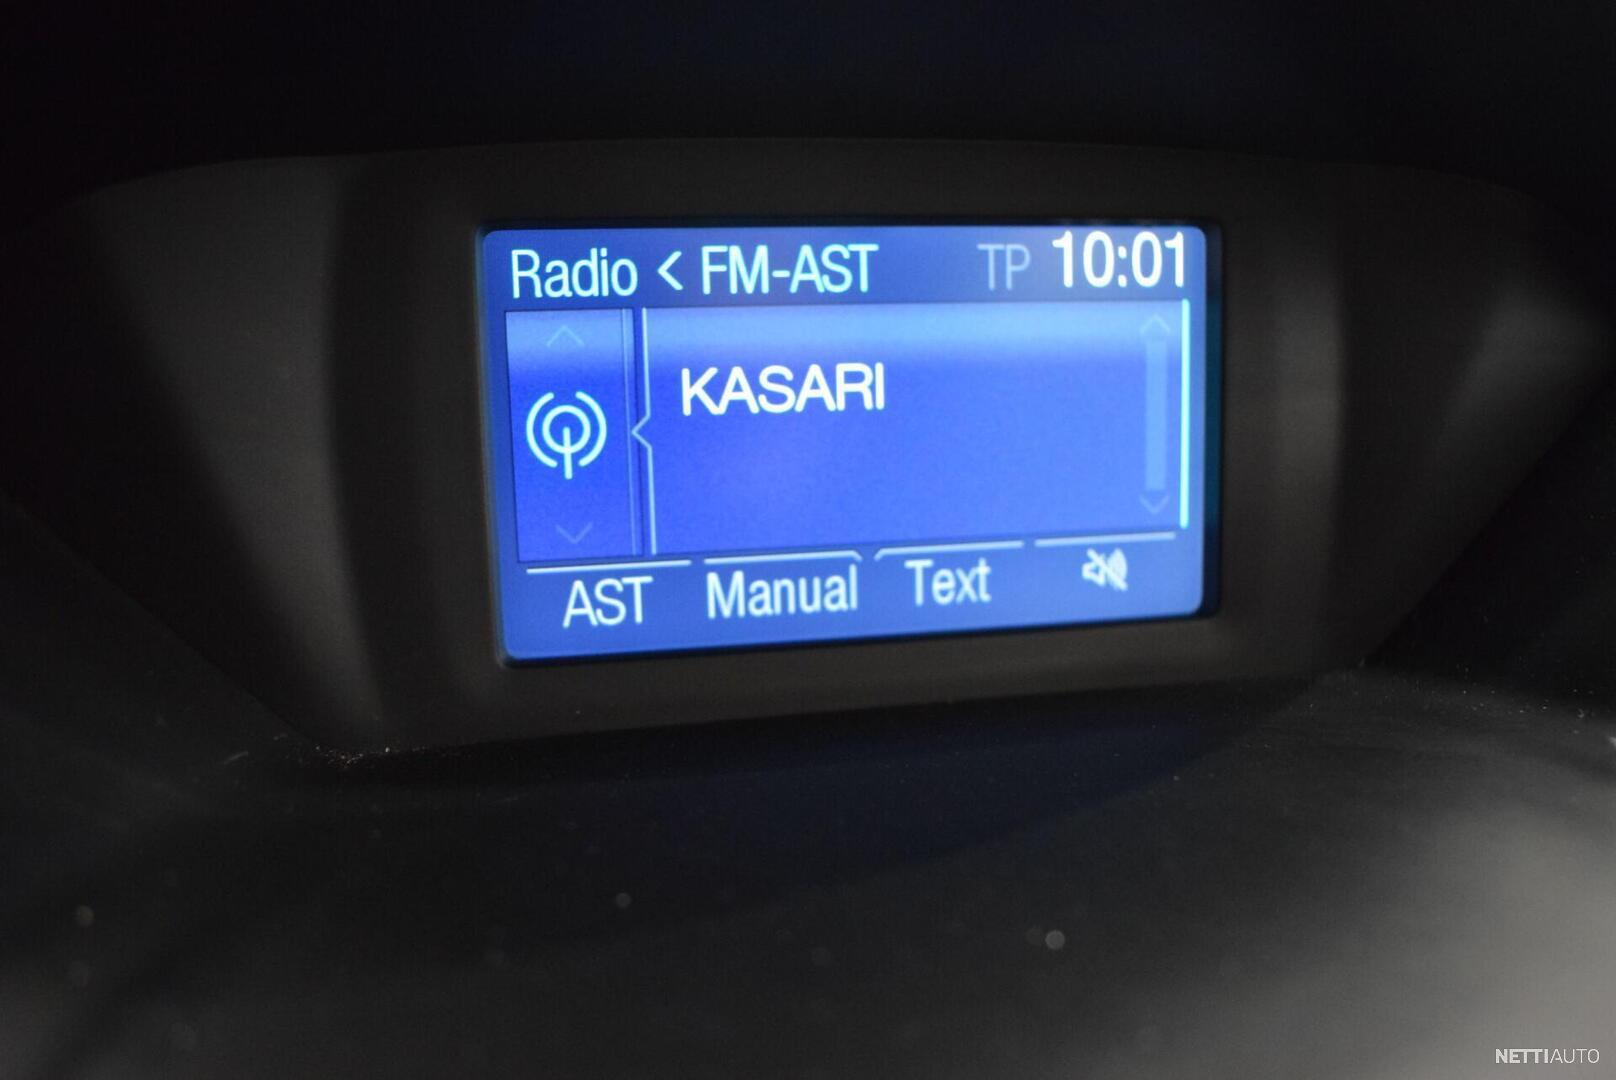 Radio < FM-AST TP 10:01
KASARI
AST Manual Text
NETTIAUTO